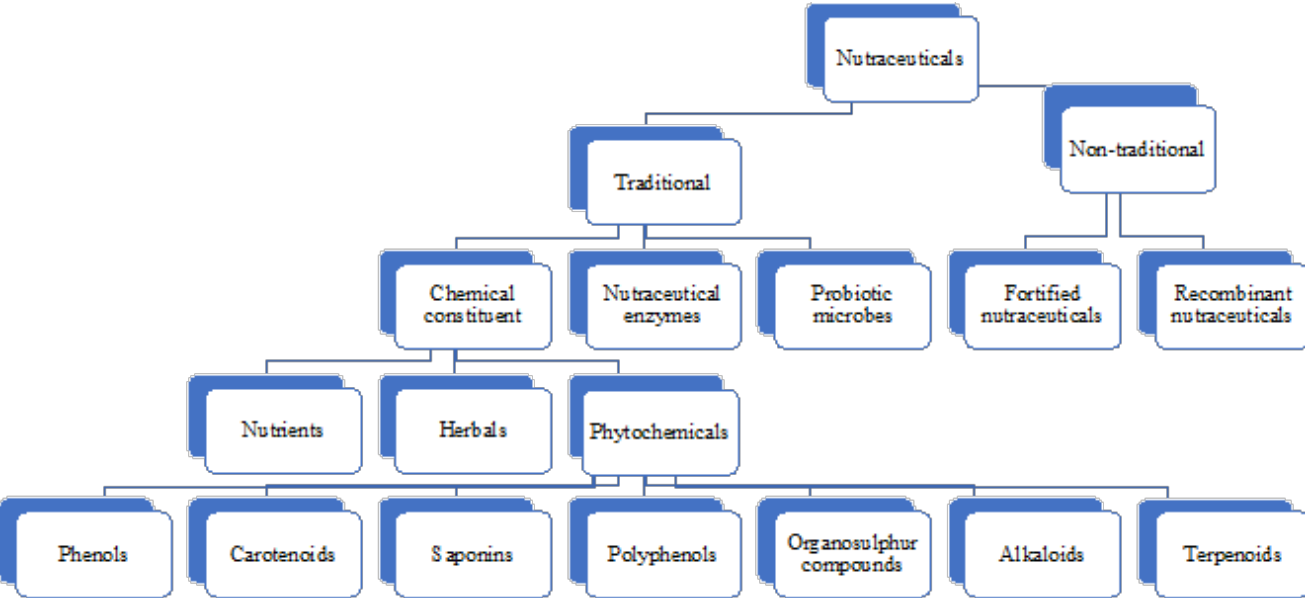 Nutraceuticals
Non-traditional
Traditional
Chemical
constituent
Nutraceutical
enzymes
Probiotic
microbes
Fortified
nutraceuticals
Recombinant
nutraceuticals
Nutrients
Herbals
Phytochemicals
Phenols
Carotenoids
Saponins
Polyphenols
Organosulphur
compounds
Alkaloids
Terpenoids